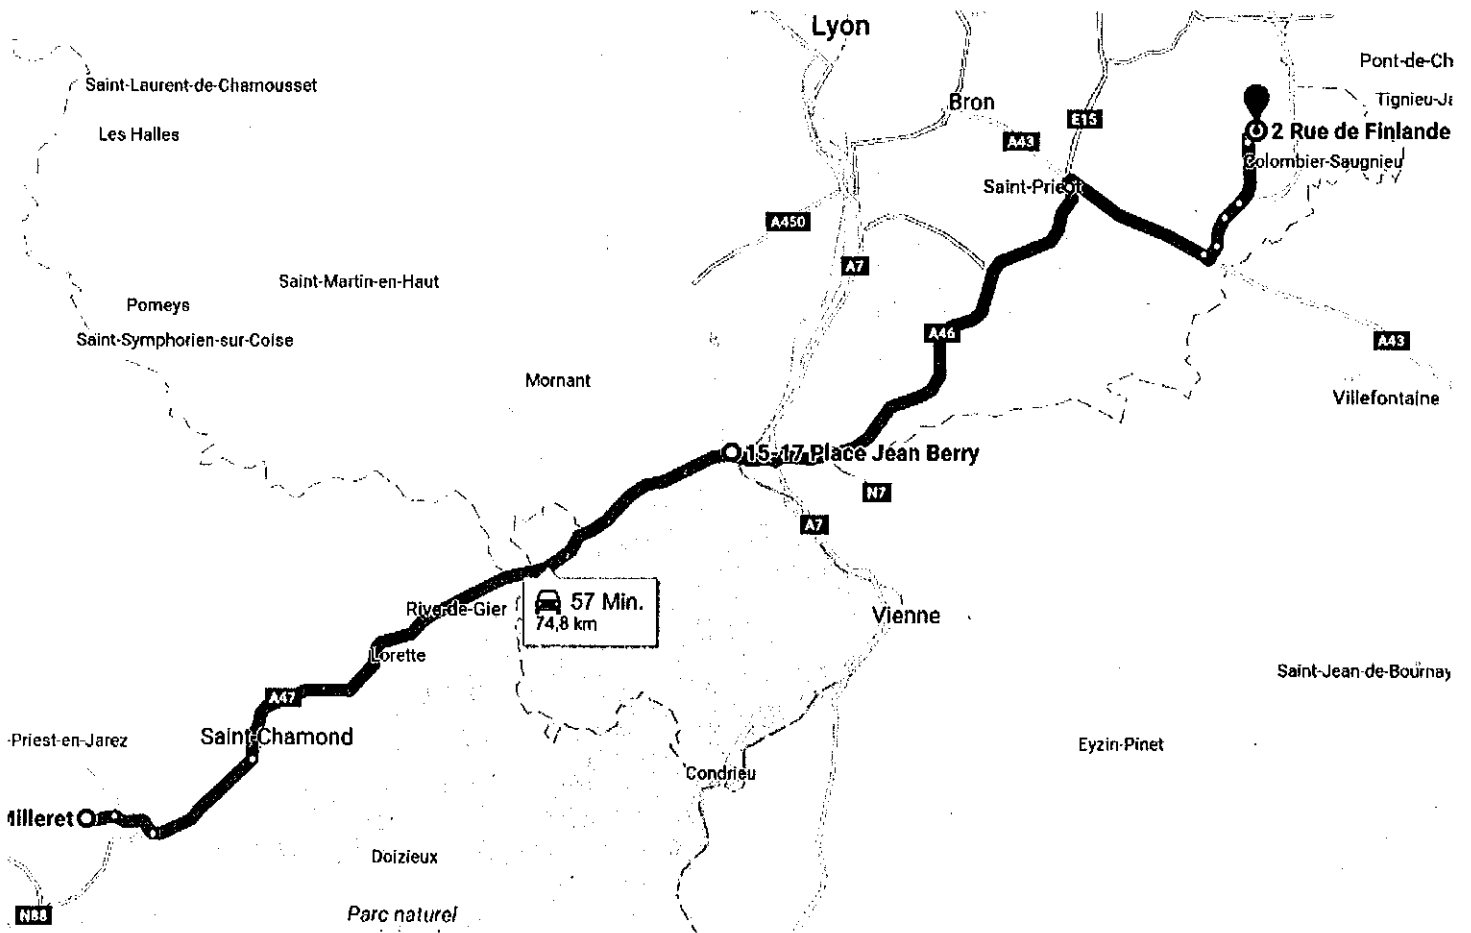 Lyon
Pont-de-Ch
Saint-Laurent-de-Chamousset
Bron
Tignieu-Ja
E15
Les Halles
2 Rue de Finlande
A43
Colombier-Saugnieu
Saint-Priest
A450
A7
Saint-Martin-en-Haut
Pomeys
A46
Saint-Symphorien-sur-Coise
A43
Mornant
Villefontaine
15-17 Place Jean Berry
N7
A7
57 Min.
74,8 km
Rive-de-Gier
Vienne
Lorette
Saint-Jean-de-Bournay
A47
Saint-Chamond
-Priest-en-Jarez
Eyzin-Pinet
Condrieu
Milleret
Doizieux
N88
Parc naturel